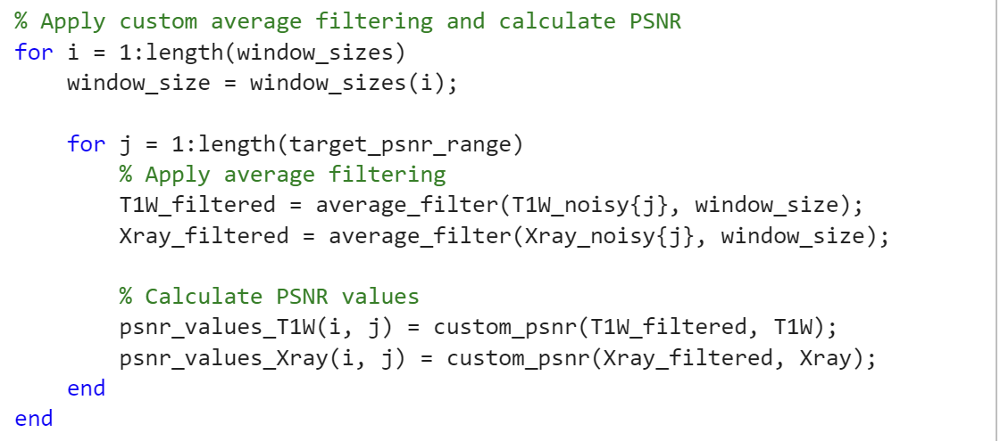 % Apply custom average filtering and calculate PSNR
for i = 1:length(window_sizes)
    window_size = window_sizes(i);

    for j = 1:length(target_psnr_range)
        % Apply average filtering
        T1W_filtered = average_filter(T1W_noisy{j}, window_size);
        Xray_filtered = average_filter(Xray_noisy{j}, window_size);

        % Calculate PSNR values
        psnr_values_T1W(i, j) = custom_psnr(T1W_filtered, T1W);
        psnr_values_Xray(i, j) = custom_psnr(Xray_filtered, Xray);
    end
end